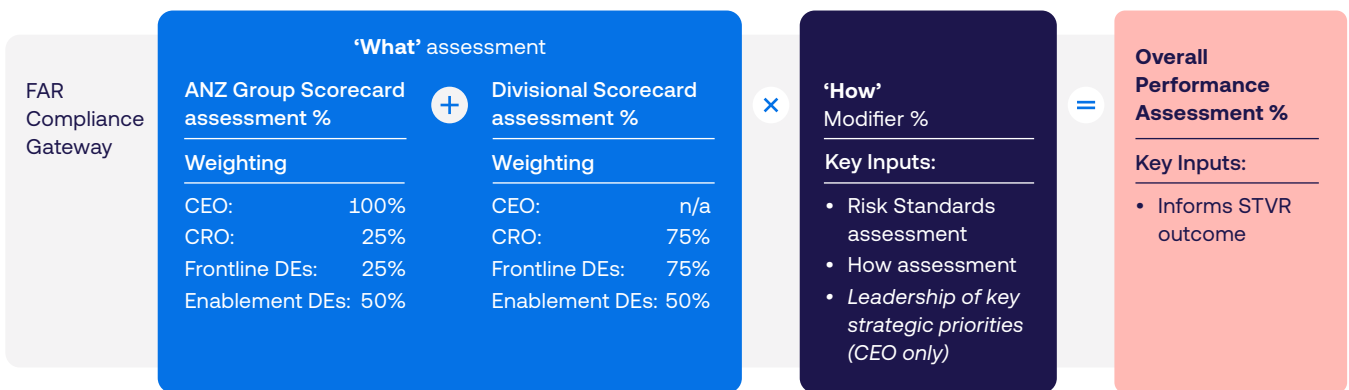 FAR
Compliance
Gateway
‘What’ assessment
ANZ Group Scorecard
assessment %
Weighting
CEO: 100%
CRO: 25%
Frontline DEs: 25%
Enablement DEs: 50%
+
Divisional Scorecard
assessment %
Weighting
CEO: n/a
CRO: 75%
Frontline DEs: 75%
Enablement DEs: 50%
×
‘How’
Modifier %
Key Inputs:
• Risk Standards
assessment
• How assessment
• Leadership of key
strategic priorities
(CEO only)
=
Overall
Performance
Assessment %
Key Inputs:
• Informs STVR
outcome